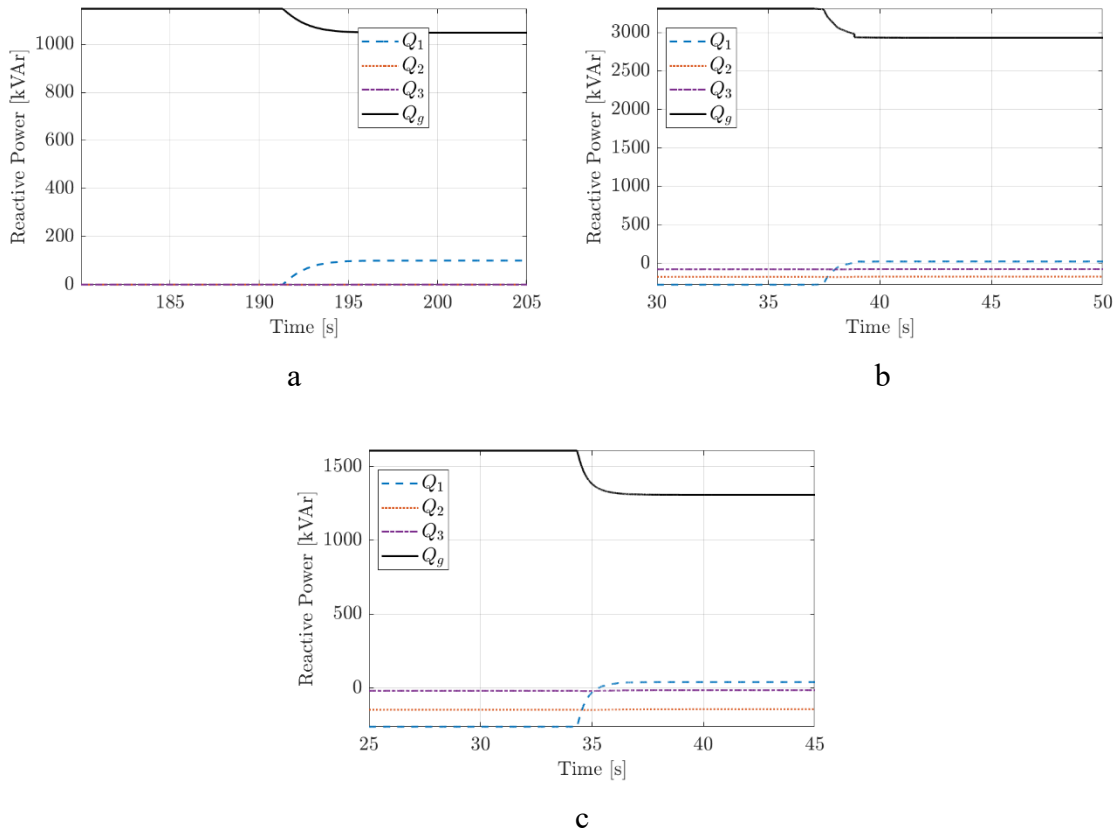 Reactive Power [kVAr]
1000
800
600
400
200
0
Q1
Q2
Q3
Qg
185
190
195
200
205
Time [s]
a
Reactive Power [kVAr]
3000
2500
2000
1500
1000
500
0
Q1
Q2
Q3
Qg
30
35
40
45
50
Time [s]
b
Reactive Power [kVAr]
1500
1000
500
0
Q1
Q2
Q3
Qg
25
30
35
40
45
Time [s]
c